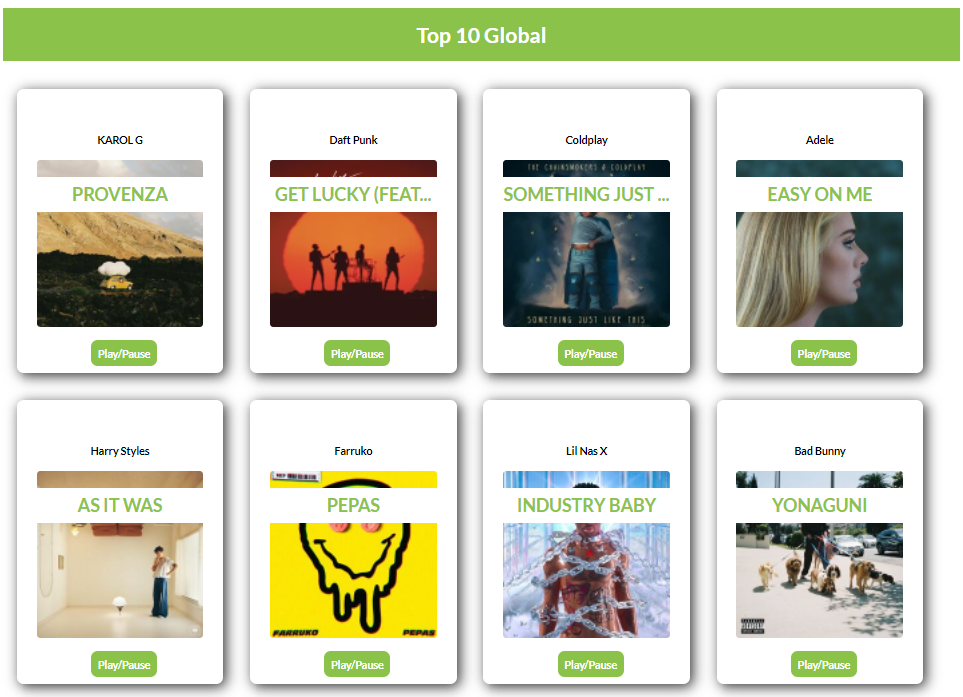 Top 10 Global
KAROL G
Daft Punk
Coldplay
Adele
THE CHAINSMOKERS & COLDPLAY
PROVENZA
GET LUCKY (FEAT...
SOMETHING JUST ...
EASY ON ME
SOMETHING JUST LIKE THIS
Play/Pause
Play/Pause
Play/Pause
Play/Pause
Harry Styles
Farruko
Lil Nas X
Bad Bunny
AS IT WAS
PEPAS
INDUSTRY BABY
YONAGUNI
FARRUKO
PEPAS
Play/Pause
Play/Pause
Play/Pause
Play/Pause